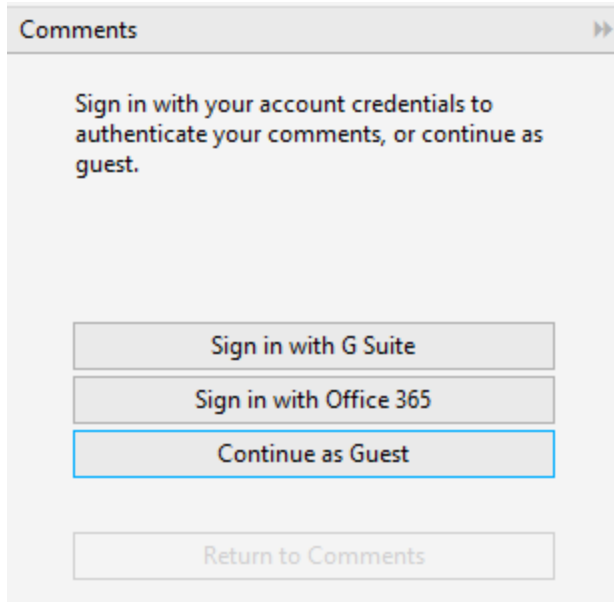 Comments
Sign in with your account credentials to
authenticate your comments, or continue as
guest.
Sign in with G Suite
Sign in with Office 365
Continue as Guest
Return to Comments